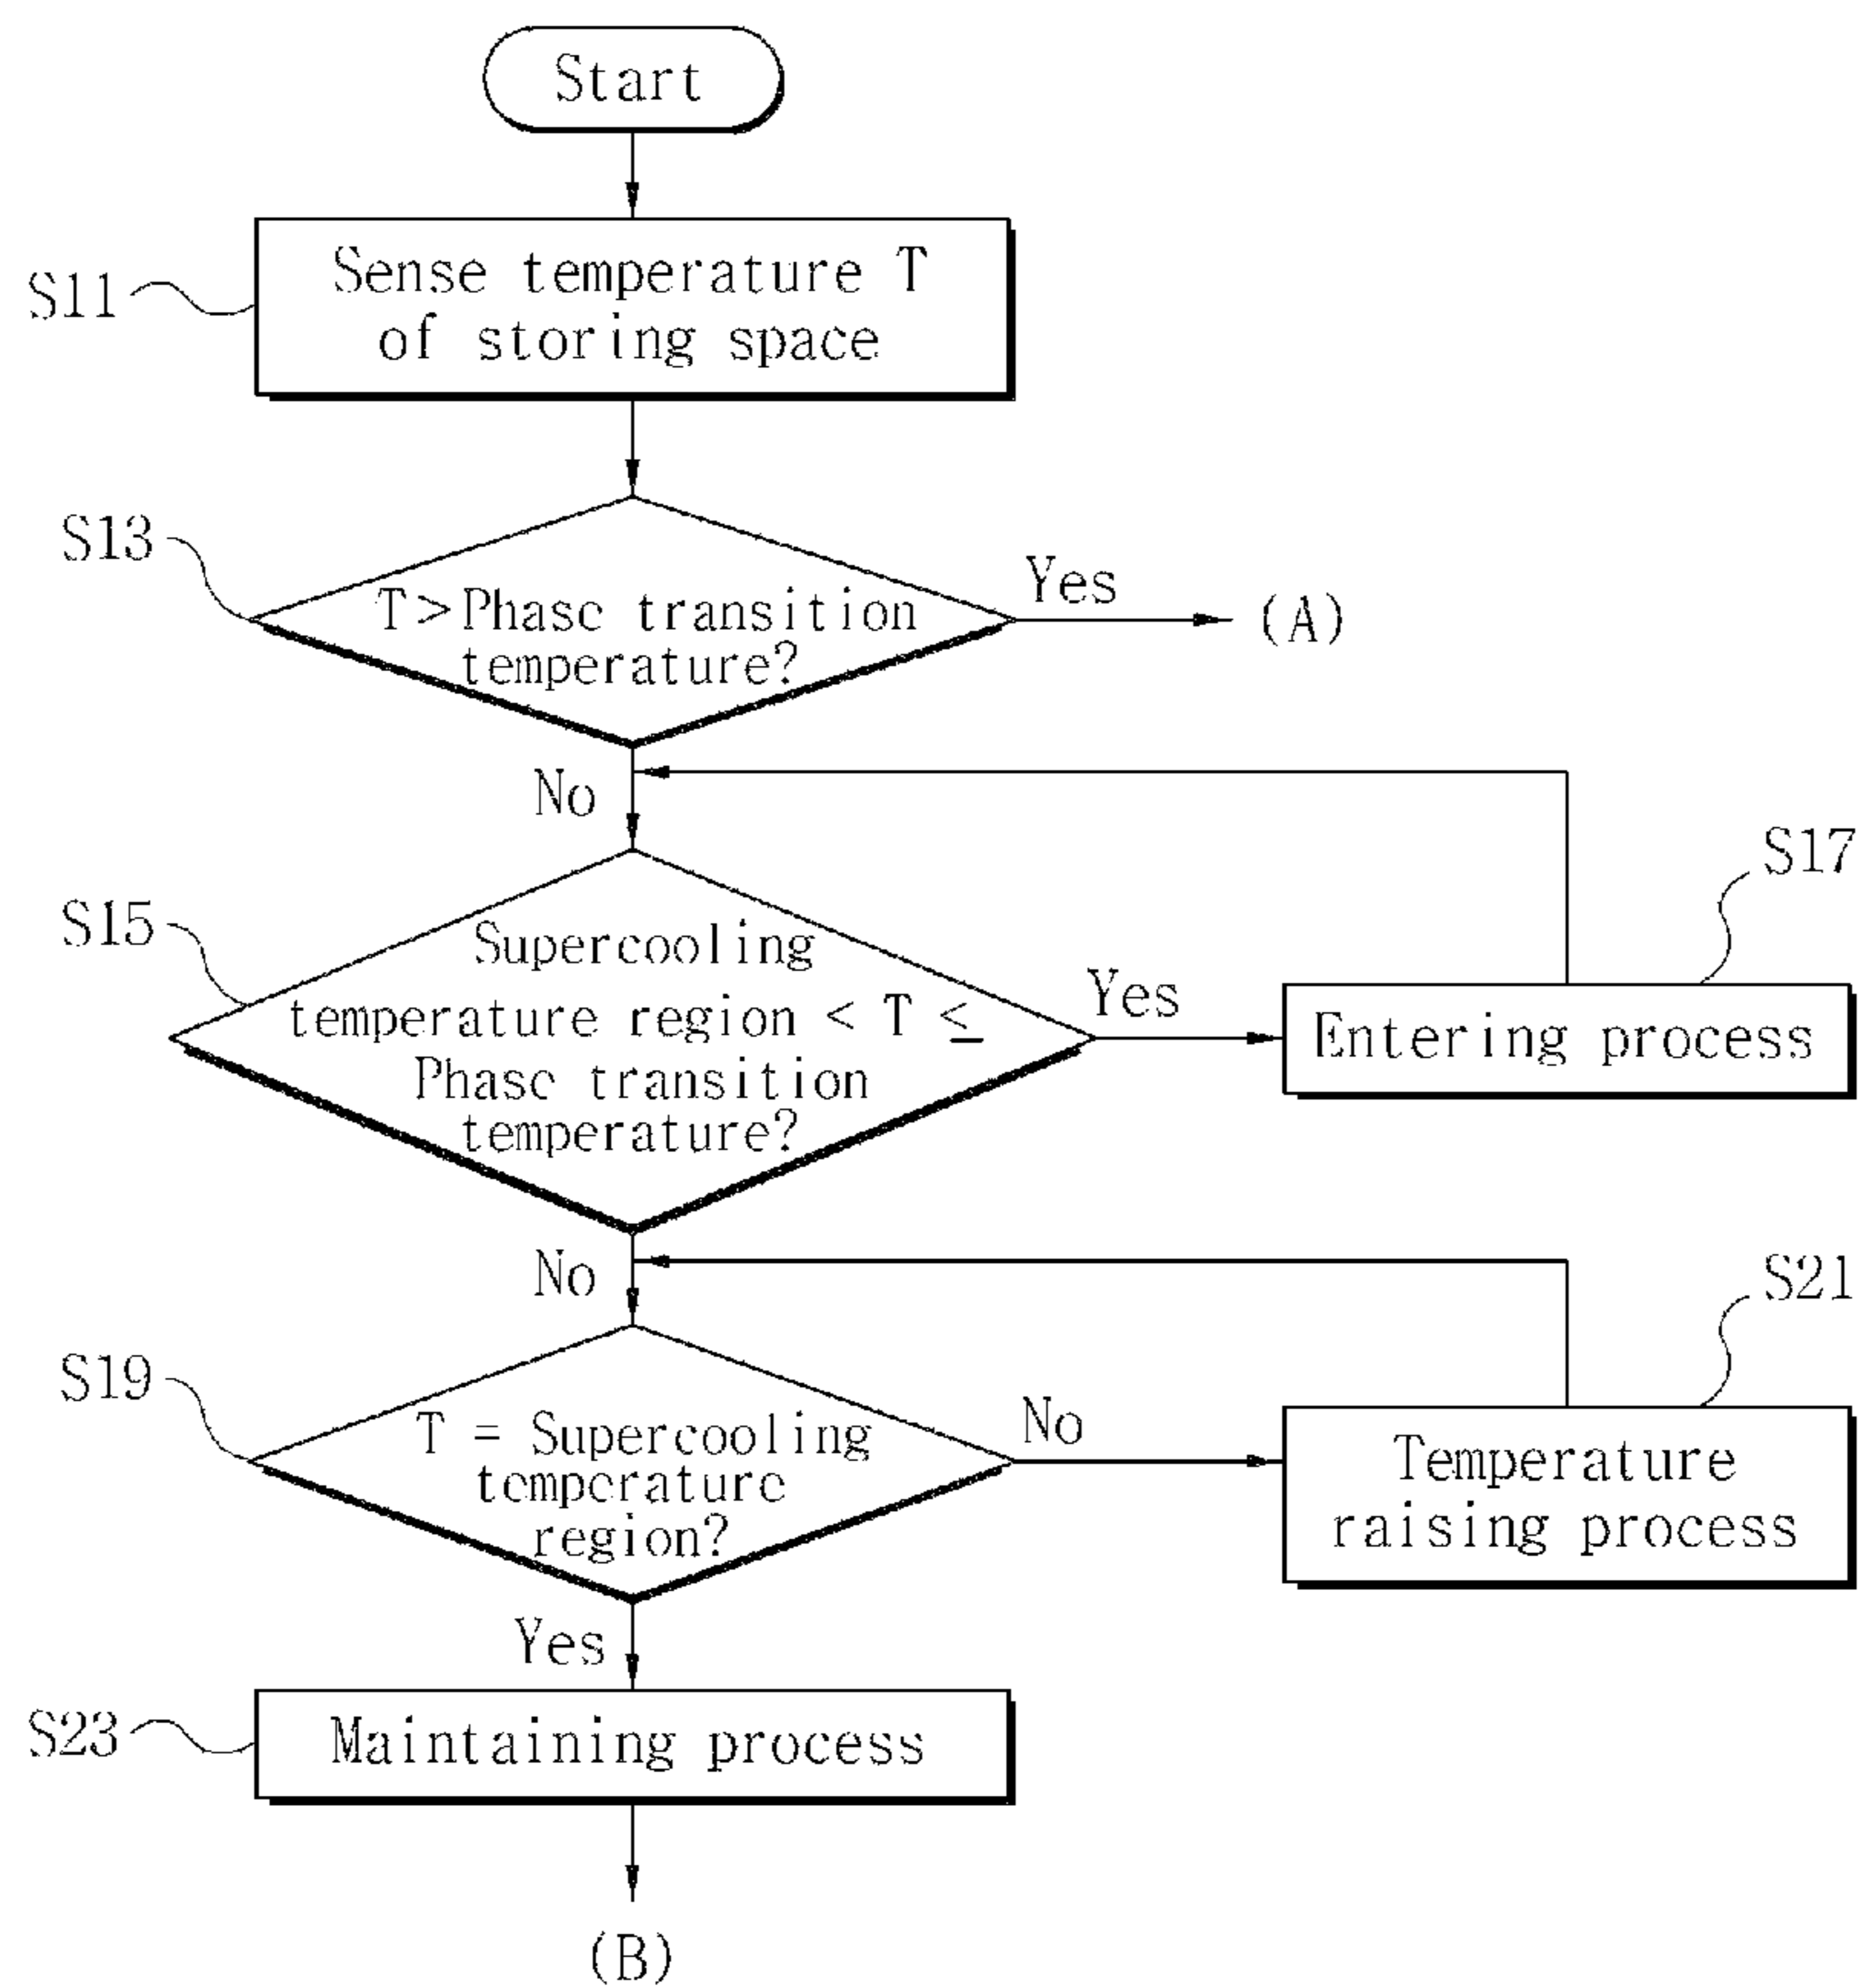 Start
S11
Sense temperature T
of storing space
S13
T>Phase transition
temperature?
Yes
(A)
No
S17
S15
Supercooling
temperature region < T ≤
Phase transition
temperature?
Yes
Entering process
No
S21
S19
T = Supercooling
temperature
region?
No
Temperature
raising process
Yes
S23
Maintaining process
(B)